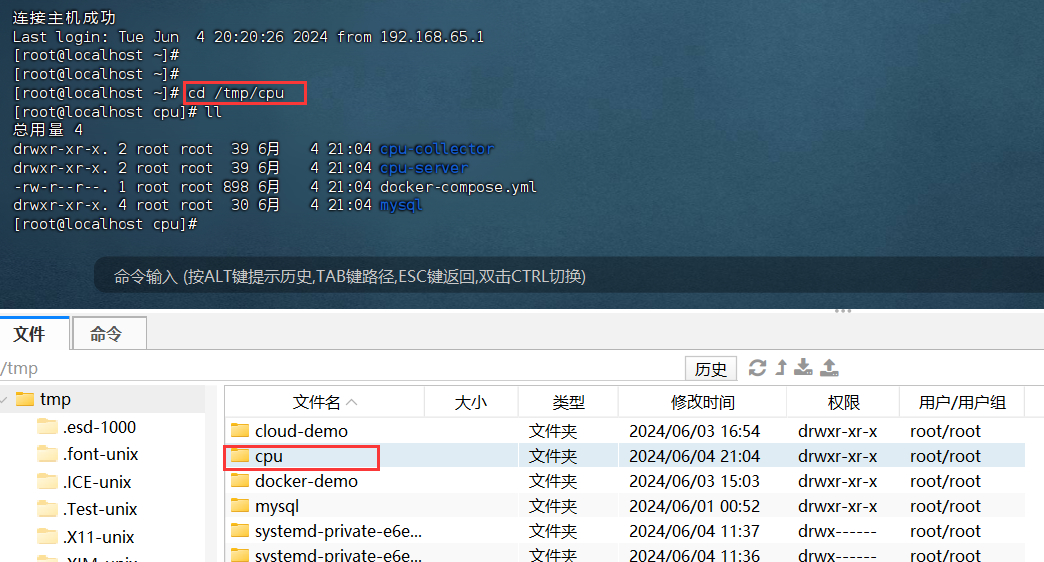 连接主机成功
Last login: Tue Jun  4 20:20:26 2024 from 192.168.65.1
[root@localhost ~]#
[root@localhost ~]#
[root@localhost ~]# cd /tmp/cpu
[root@localhost cpu]# ll
总用量 4
drwxr-xr-x. 2 root root  39 6月   4 21:04 cpu-collector
drwxr-xr-x. 2 root root  39 6月   4 21:04 cpu-server
-rw-r--r--. 1 root root 898 6月   4 21:04 docker-compose.yml
drwxr-xr-x. 4 root root  30 6月   4 21:04 mysql
[root@localhost cpu]#
命令输入 (按ALT键提示历史,TAB键路径,ESC键返回,双击CTRL切换)
文件 命令
/tmp 历史
tmp
.esd-1000
.font-unix
.ICE-unix
.Test-unix
.X11-unix
.XIM-unix
文件名 大小 类型 修改时间 权限 用户/用户组
cloud-demo 文件夹 2024/06/03 16:54 drwxr-xr-x root/root
cpu 文件夹 2024/06/04 21:04 drwxr-xr-x root/root
docker-demo 文件夹 2024/06/03 15:03 drwxr-xr-x root/root
mysql 文件夹 2024/06/01 00:52 drwxr-xr-x root/root
systemd-private-e6e... 文件夹 2024/06/04 11:37 drwx------ root/root
systemd-private-e6e... 文件夹 2024/06/04 11:36 drwx------ root/root